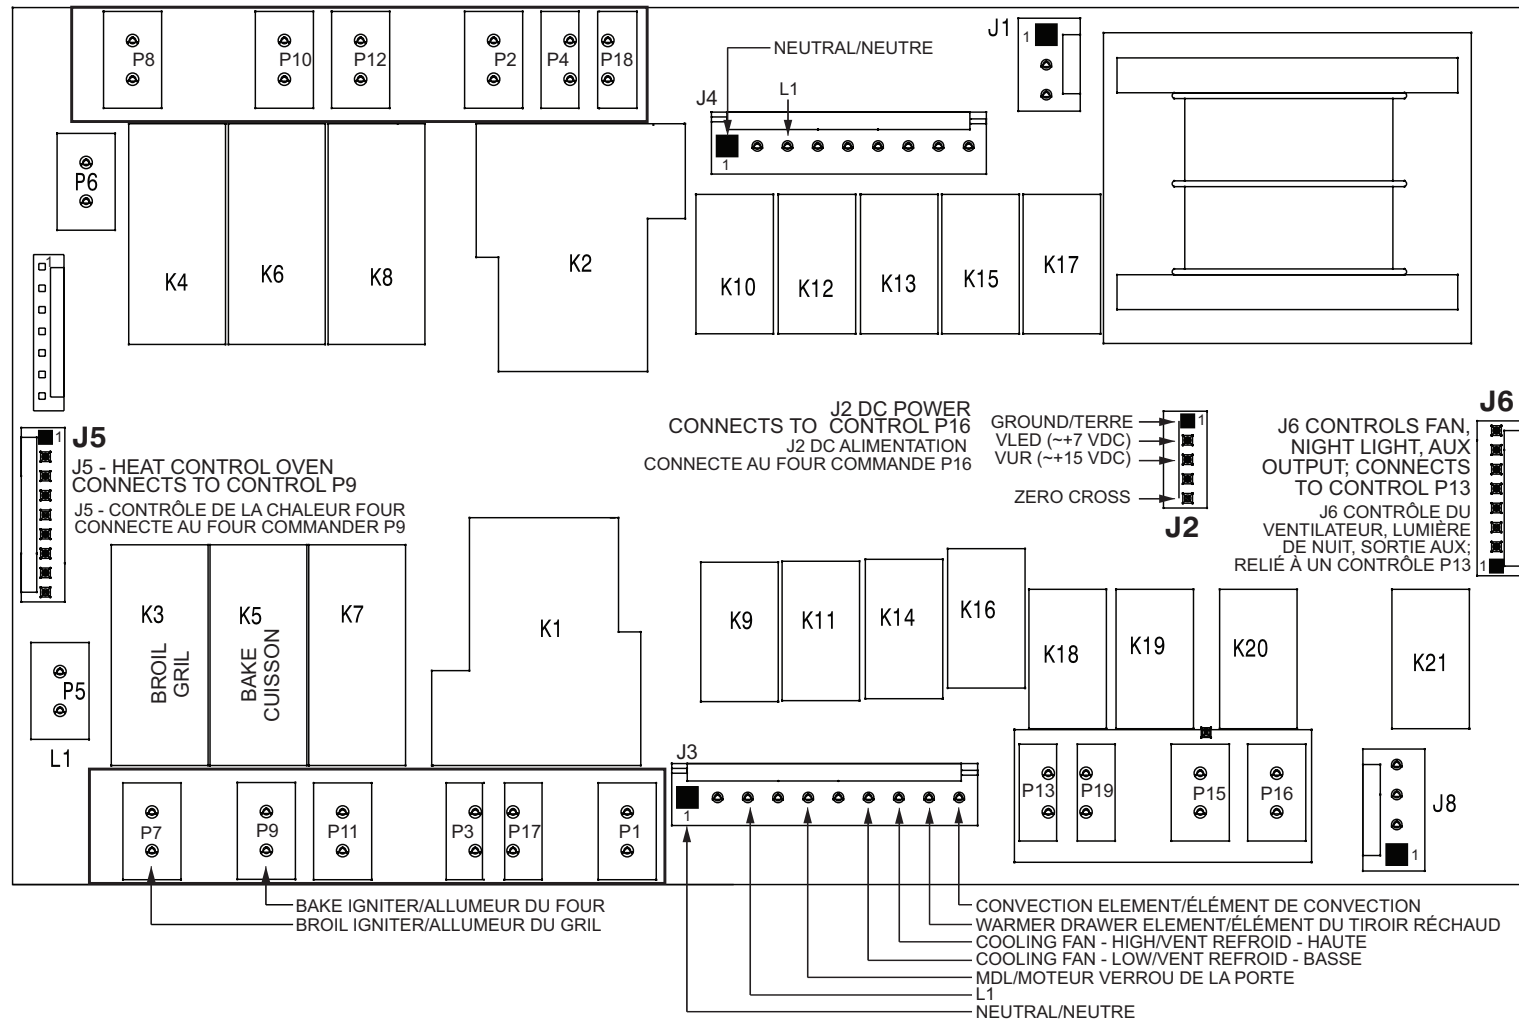 P8
P10
P12
P2
P4
P18
NEUTRAL/NEUTRE
J1
1
J4
L1
1
P6
K4
K6
K8
K2
K10
K12
K13
K15
K17
1
J5
1
J5 - HEAT CONTROL OVEN
CONNECTS TO CONTROL P9
J5 - CONTRÔLE DE LA CHALEUR FOUR
CONNECTE AU FOUR COMMANDER P9
J2 DC POWER
CONNECTS TO CONTROL P16
J2 DC ALIMENTATION
CONNECTE AU FOUR COMMANDE P16
GROUND/TERRE
VLED (~+7 VDC)
VUR (~+15 VDC)
ZERO CROSS
1
J2
J6
J6 CONTROLS FAN,
NIGHT LIGHT, AUX
OUTPUT; CONNECTS
TO CONTROL P13
J6 CONTRÔLE DU
VENTILATEUR, LUMIÈRE
DE NUIT, SORTIE AUX;
RELIÉ À UN CONTRÔLE P13
1
K3
BROIL
GRIL
K5
BAKE
CUISSON
K7
K1
K9
K11
K14
K16
K18
K19
K20
K21
P5
L1
J3
1
P7
P9
P11
P3
P17
P1
P13
P19
P15
P16
J8
1
BAKE IGNITER/ALLUMEUR DU FOUR
BROIL IGNITER/ALLUMEUR DU GRIL
CONVECTION ELEMENT/ÉLÉMENT DE CONVECTION
WARMER DRAWER ELEMENT/ÉLÉMENT DU TIROIR RÉCHAUD
COOLING FAN - HIGH/VENT REFROID - HAUTE
COOLING FAN - LOW/VENT REFROID - BASSE
MDL/MOTEUR VERROU DE LA PORTE
L1
NEUTRAL/NEUTRE